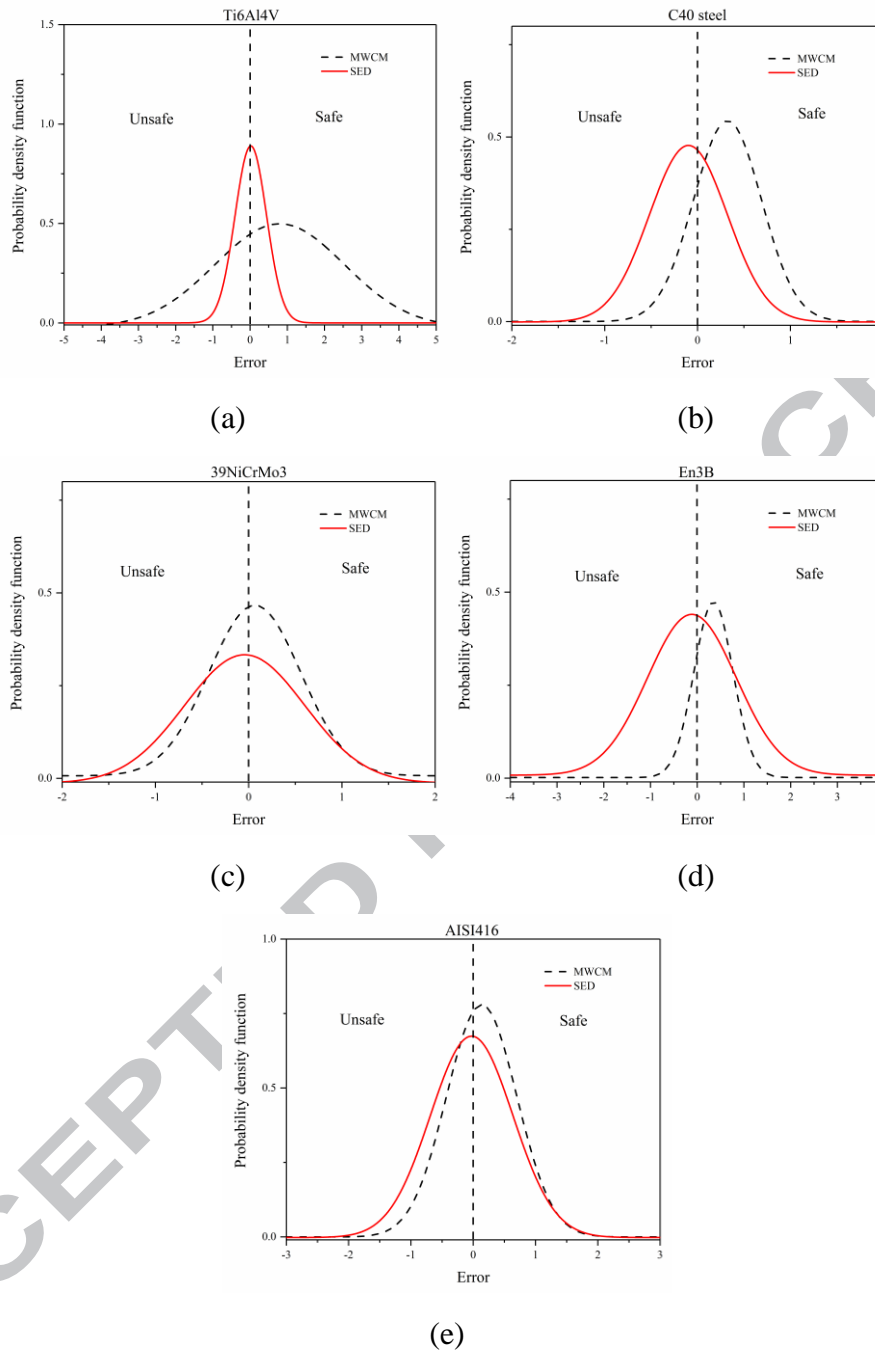 Ti6Al4V
1.5
1.0
0.5
0.0
-5 -4 -3 -2 -1 0 1 2 3 4 5
Probability density function
Error
Unsafe
Safe
MWCM
SED
(a)
C40 steel
0.5
0.0
-2 -1 0 1
Probability density function
Error
Unsafe
Safe
MWCM
SED
(b)
39NiCrMo3
0.5
0.0
-2 -1 0 1 2
Probability density function
Error
Unsafe
Safe
MWCM
SED
(c)
En3B
0.5
0.0
-4 -3 -2 -1 0 1 2 3
Probability density function
Error
Unsafe
Safe
MWCM
SED
(d)
AISI416
1.0
0.5
0.0
-3 -2 -1 0 1 2 3
Probability density function
Error
Unsafe
Safe
MWCM
SED
(e)